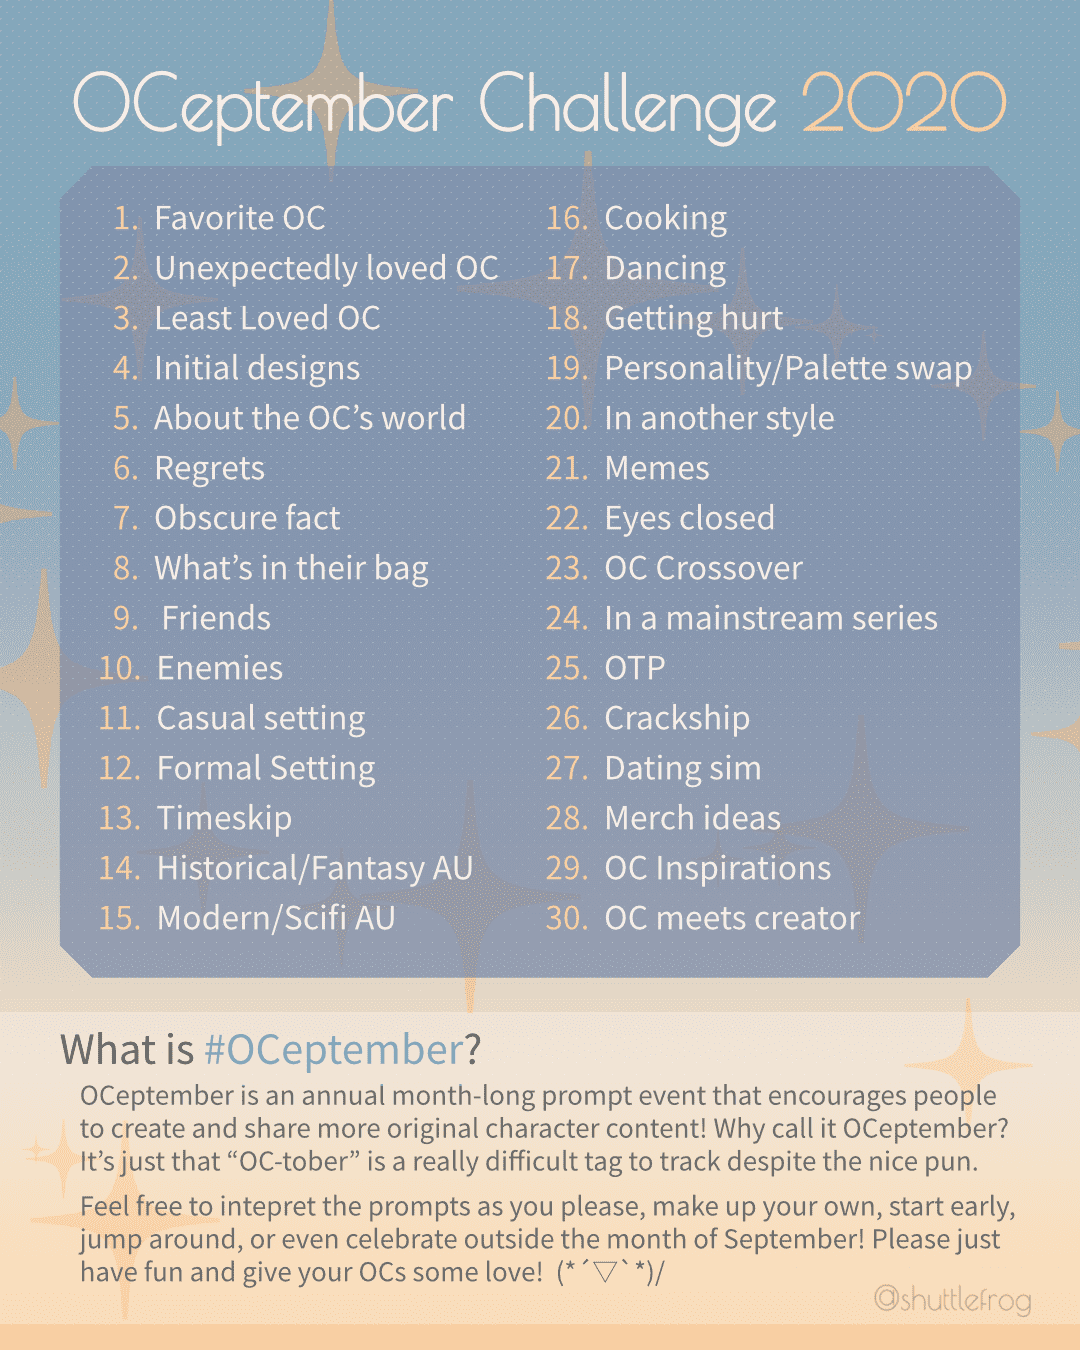 OCeptember Challenge 2020
1. Favorite OC
2. Unexpectedly loved OC
3. Least Loved OC
4. Initial designs
5. About the OC’s world
6. Regrets
7. Obscure fact
8. What’s in their bag
9. Friends
10. Enemies
11. Casual setting
12. Formal Setting
13. Timeskip
14. Historical/Fantasy AU
15. Modern/Scifi AU
16. Cooking
17. Dancing
18. Getting hurt
19. Personality/Palette swap
20. In another style
21. Memes
22. Eyes closed
23. OC Crossover
24. In a mainstream series
25. OTP
26. Crackship
27. Dating sim
28. Merch ideas
29. OC Inspirations
30. OC meets creator
What is #OCeptember?
OCeptember is an annual month-long prompt event that encourages people
to create and share more original character content! Why call it OCeptember?
It’s just that “OC-tober” is a really difficult tag to track despite the nice pun.
Feel free to intepret the prompts as you please, make up your own, start early,
jump around, or even celebrate outside the month of September! Please just
have fun and give your OCs some love! (*´▽`*)/
@shuttlefrog